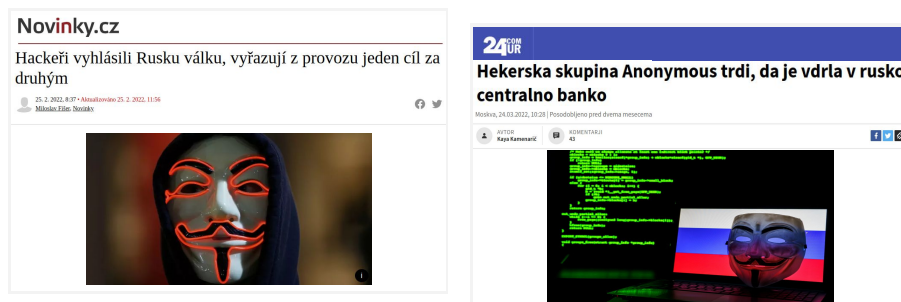 Novinky.cz
Hackeři vyhlásili Rusku válku, vyřazují z provozu jeden cíl za
druhým
25. 2. 2022, 8:37 • Aktualizováno 25. 2. 2022, 11:56
Miloslav Fišer, Novinky
24UR
COM
Hekerska skupina Anonymous trdi, da je vdrla v rusko
centralno banko
Moskva, 24.03.2022, 10:28 | Posodobljeno pred dvema mesecema
AVTOR
Kaya Kamenarič
KOMENTARJI
43